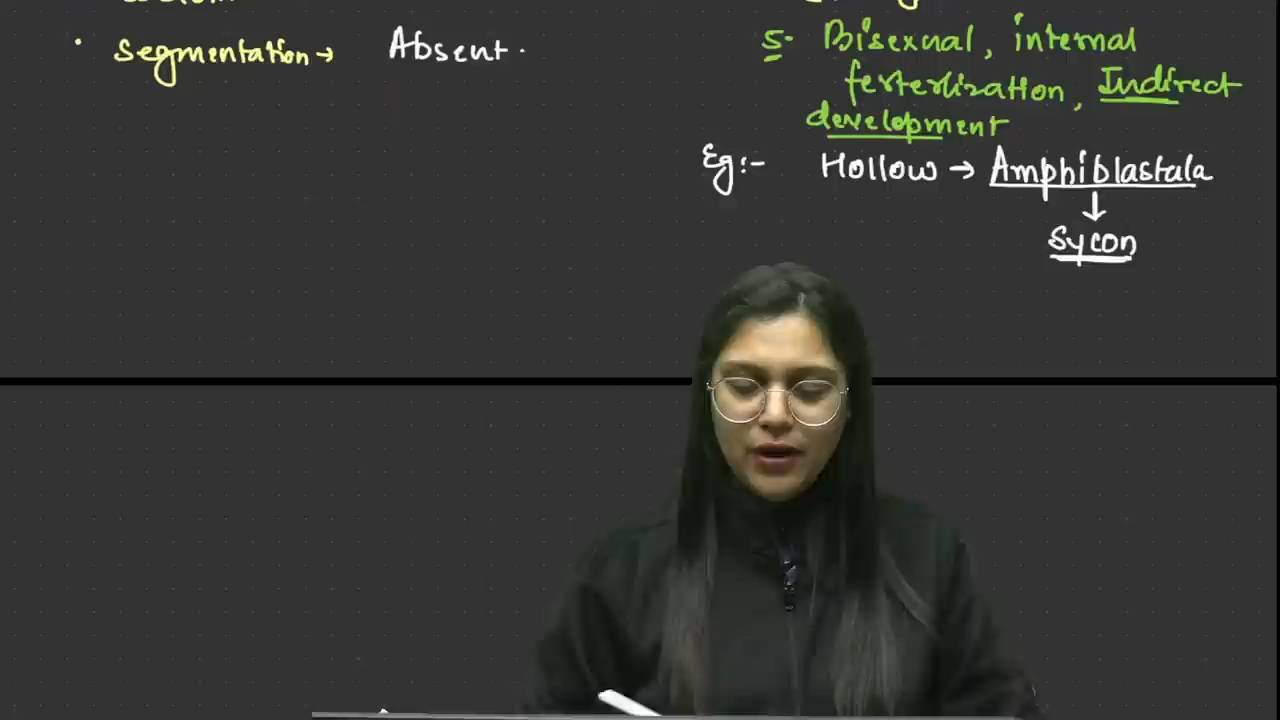 • Segmentation → Absent.
5. Bisexual, internal
fertilization, Indirect
development
Eg:- Hollow → Amphiblastula
↓
Sycon